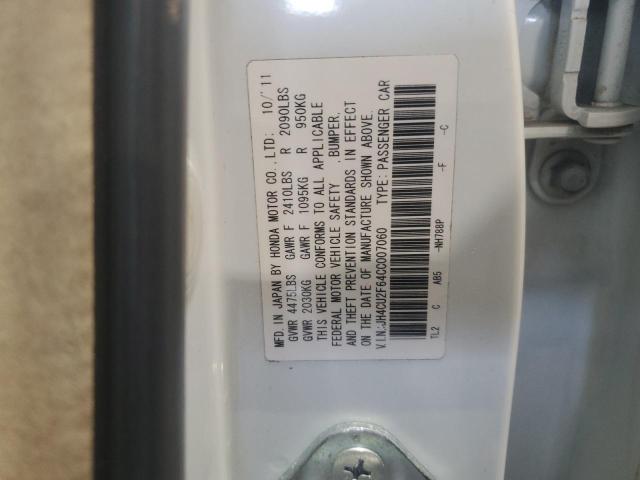 MFD. IN JAPAN BY HONDA MOTOR CO.,LTD: 10/'11
GVWR 4475LBS GAWR F 2410LBS R 2090LBS
GVWR 2030KG GAWR F 1095KG R 950KG
THIS VEHICLE CONFORMS TO ALL APPLICABLE
FEDERAL MOTOR VEHICLE SAFETY ,BUMPER,
AND THEFT PREVENTION STANDARDS IN EFFECT
ON THE DATE OF MANUFACTURE SHOWN ABOVE.
V.I.N.:JH4CU2F64CC007060 TYPE: PASSENGER CAR
TL2 C AB5 -NH788P -F -C